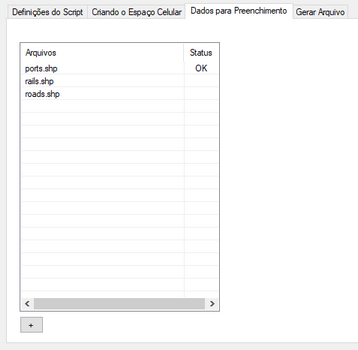 Definições do Script Criando o Espaço Celular Dados para Preenchimento Gerar Arquivo
Arquivos Status
ports.shp OK
rails.shp
roads.shp
+